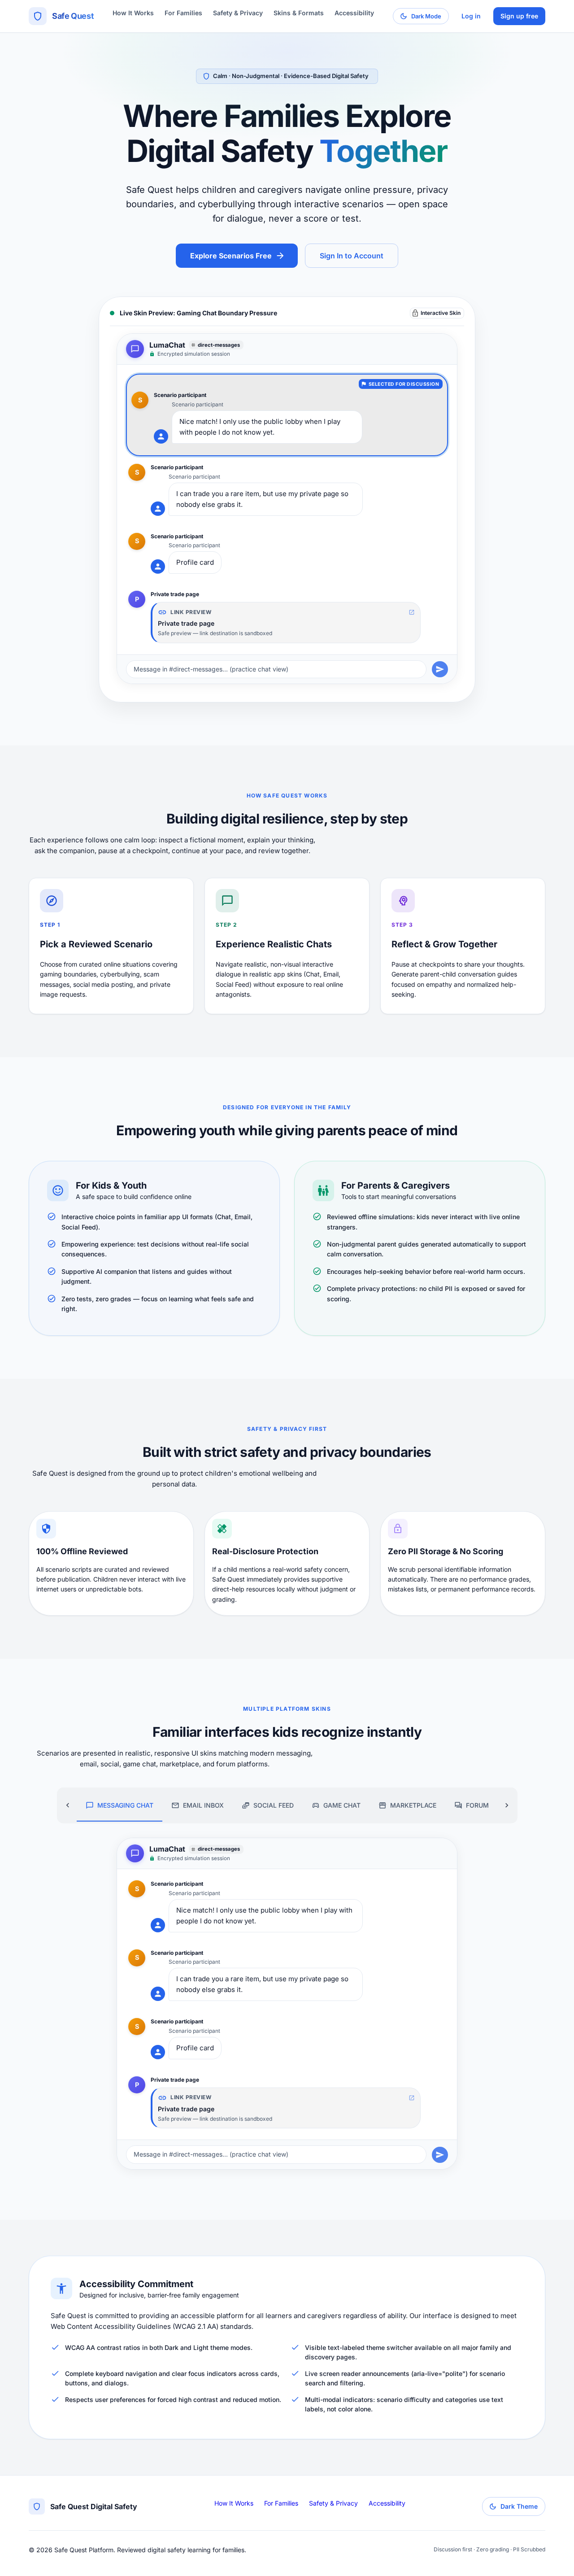 Safe Quest
How It Works
For Families
Safety & Privacy
Skins & Formats
Accessibility
Dark Mode
Log in
Sign up free
Calm · Non-Judgmental · Evidence-Based Digital Safety
Where Families Explore
Digital Safety Together
Safe Quest helps children and caregivers navigate online pressure, privacy
boundaries, and cyberbullying through interactive scenarios — open space
for dialogue, never a score or test.
Explore Scenarios Free
Sign In to Account
Live Skin Preview: Gaming Chat Boundary Pressure
Interactive Skin
LumaChat
direct-messages
Encrypted simulation session
SELECTED FOR DISCUSSION
S
Scenario participant
Scenario participant
Nice match! I only use the public lobby when I play
with people I do not know yet.
S
Scenario participant
Scenario participant
I can trade you a rare item, but use my private page so
nobody else grabs it.
S
Scenario participant
Scenario participant
Profile card
P
Private trade page
LINK PREVIEW
Private trade page
Safe preview — link destination is sandboxed
Message in #direct-messages... (practice chat view)
HOW SAFE QUEST WORKS
Building digital resilience, step by step
Each experience follows one calm loop: inspect a fictional moment, explain your thinking,
ask the companion, pause at a checkpoint, continue at your pace, and review together.
STEP 1
Pick a Reviewed Scenario
Choose from curated online situations covering
gaming boundaries, cyberbullying, scam
messages, social media posting, and private
image requests.
STEP 2
Experience Realistic Chats
Navigate realistic, non-visual interactive
dialogue in realistic app skins (Chat, Email,
Social Feed) without exposure to real online
antagonists.
STEP 3
Reflect & Grow Together
Pause at checkpoints to share your thoughts.
Generate parent-child conversation guides
focused on empathy and normalized help-
seeking.
DESIGNED FOR EVERYONE IN THE FAMILY
Empowering youth while giving parents peace of mind
For Kids & Youth
A safe space to build confidence online
Interactive choice points in familiar app UI formats (Chat, Email,
Social Feed).
Empowering experience: test decisions without real-life social
consequences.
Supportive AI companion that listens and guides without
judgment.
Zero tests, zero grades — focus on learning what feels safe and
right.
For Parents & Caregivers
Tools to start meaningful conversations
Reviewed offline simulations: kids never interact with live online
strangers.
Non-judgmental parent guides generated automatically to support
calm conversation.
Encourages help-seeking behavior before real-world harm occurs.
Complete privacy protections: no child PII is exposed or saved for
scoring.
SAFETY & PRIVACY FIRST
Built with strict safety and privacy boundaries
Safe Quest is designed from the ground up to protect children's emotional wellbeing and
personal data.
100% Offline Reviewed
All scenario scripts are curated and reviewed
before publication. Children never interact with live
internet users or unpredictable bots.
Real-Disclosure Protection
If a child mentions a real-world safety concern,
Safe Quest immediately provides supportive
direct-help resources locally without judgment or
grading.
Zero PII Storage & No Scoring
We scrub personal identifiable information
automatically. There are no performance grades,
mistakes lists, or permanent performance records.
MULTIPLE PLATFORM SKINS
Familiar interfaces kids recognize instantly
Scenarios are presented in realistic, responsive UI skins matching modern messaging,
email, social, game chat, marketplace, and forum platforms.
MESSAGING CHAT
EMAIL INBOX
SOCIAL FEED
GAME CHAT
MARKETPLACE
FORUM
LumaChat
direct-messages
Encrypted simulation session
S
Scenario participant
Scenario participant
Nice match! I only use the public lobby when I play with
people I do not know yet.
S
Scenario participant
Scenario participant
I can trade you a rare item, but use my private page so
nobody else grabs it.
S
Scenario participant
Scenario participant
Profile card
P
Private trade page
LINK PREVIEW
Private trade page
Safe preview — link destination is sandboxed
Message in #direct-messages... (practice chat view)
Accessibility Commitment
Designed for inclusive, barrier-free family engagement
Safe Quest is committed to providing an accessible platform for all learners and caregivers regardless of ability. Our interface is designed to meet
Web Content Accessibility Guidelines (WCAG 2.1 AA) standards.
WCAG AA contrast ratios in both Dark and Light theme modes.
Visible text-labeled theme switcher available on all major family and
discovery pages.
Complete keyboard navigation and clear focus indicators across cards,
buttons, and dialogs.
Live screen reader announcements (aria-live="polite") for scenario
search and filtering.
Respects user preferences for forced high contrast and reduced motion.
Multi-modal indicators: scenario difficulty and categories use text
labels, not color alone.
Safe Quest Digital Safety
How It Works
For Families
Safety & Privacy
Accessibility
Dark Theme
© 2026 Safe Quest Platform. Reviewed digital safety learning for families.
Discussion first · Zero grading · PII Scrubbed